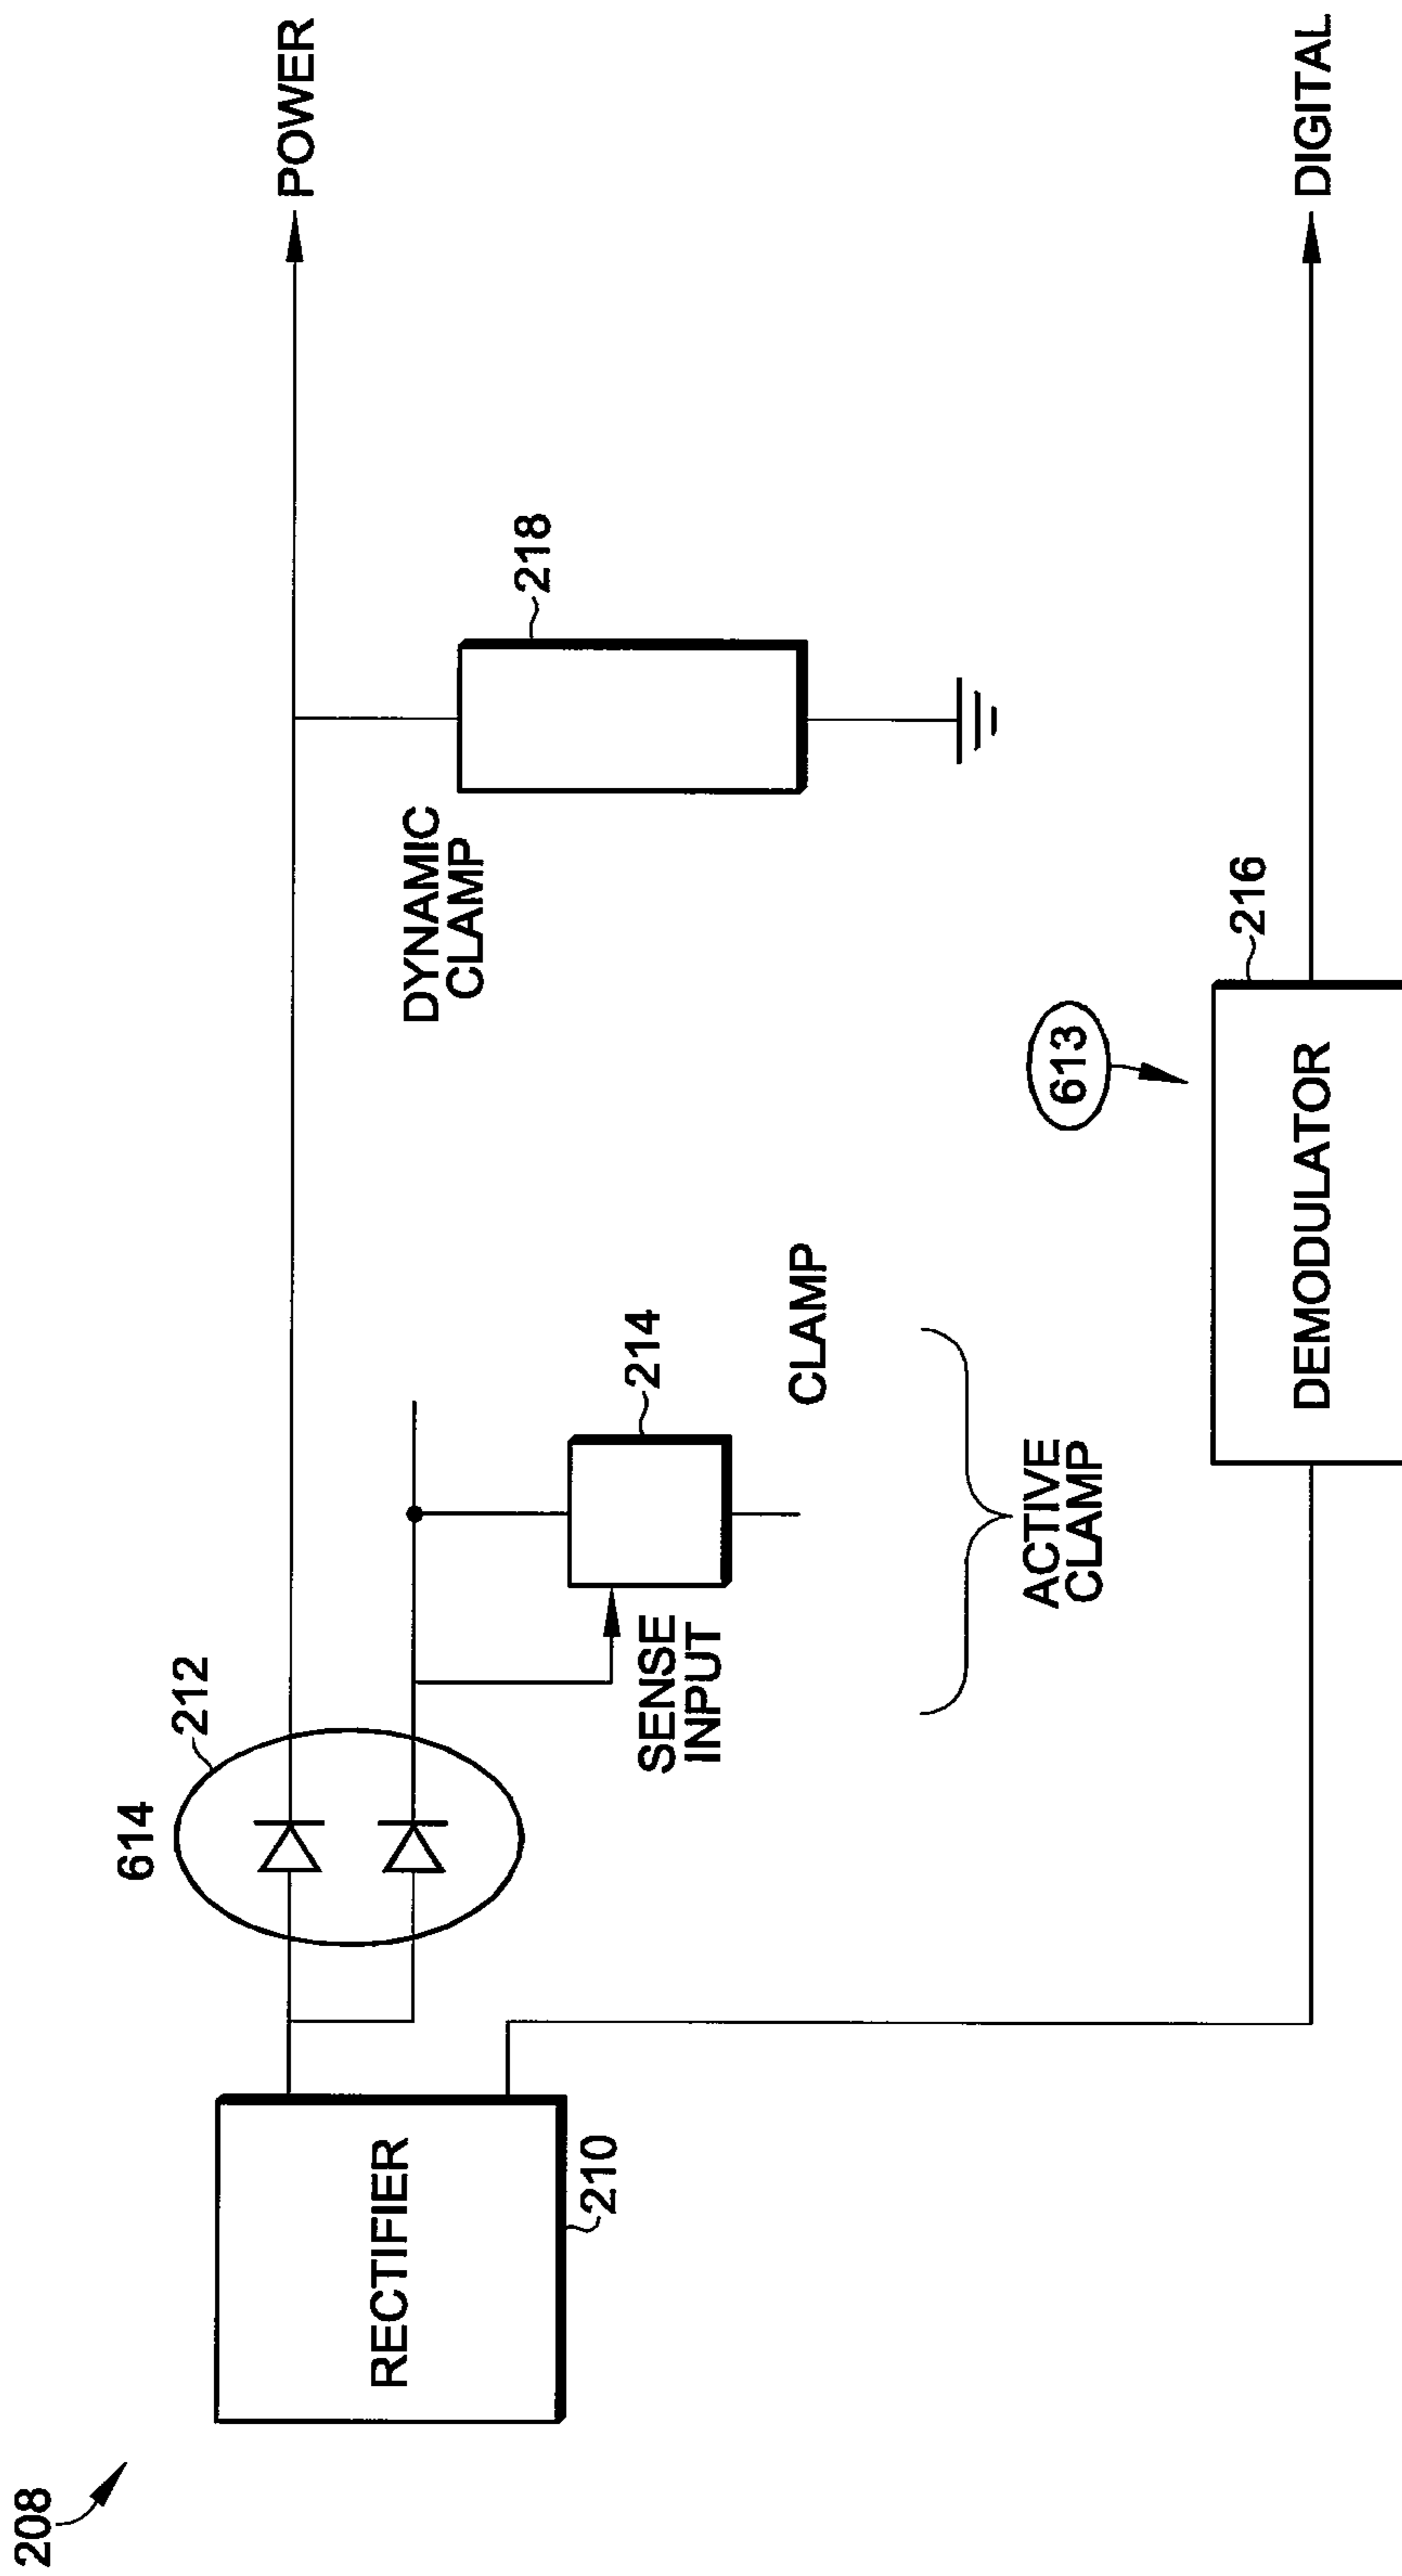 208
RECTIFIER
210
614
212
POWER
SENSE
INPUT
214
CLAMP
ACTIVE
CLAMP
DYNAMIC
CLAMP
218
613
216
DEMODULATOR
DIGITAL